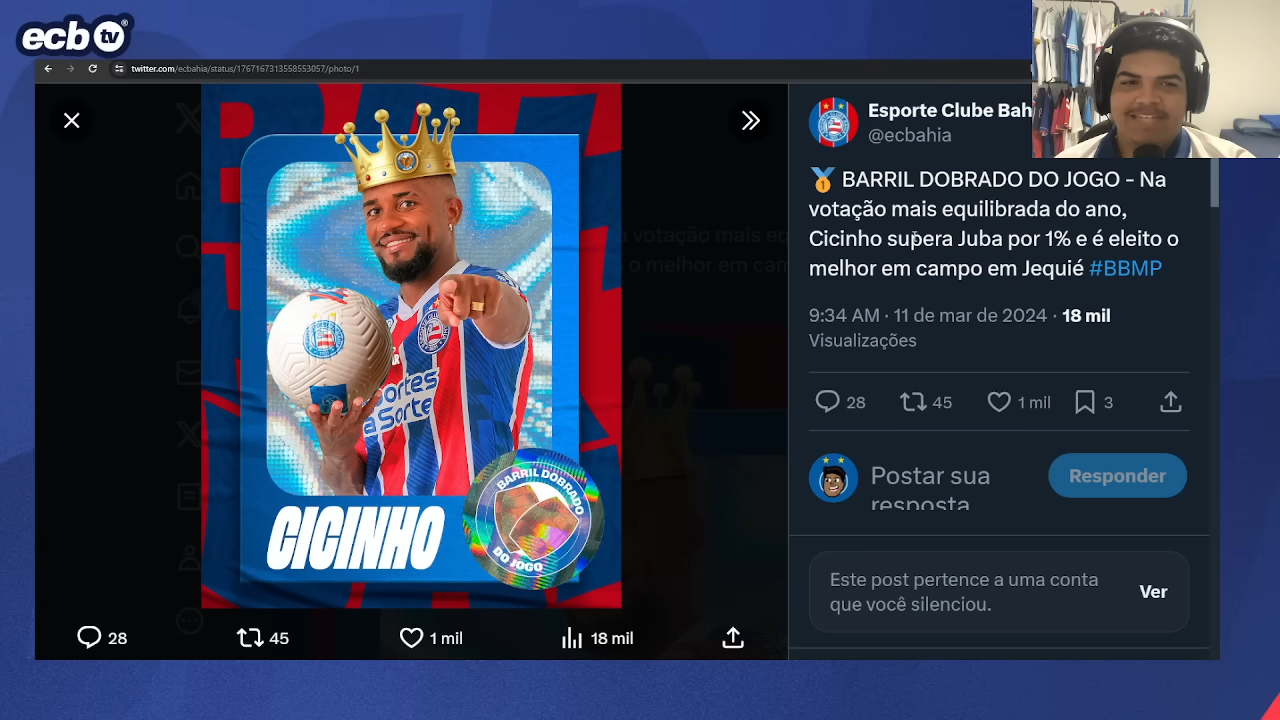 ecb tv
twitter.com/ecbahia/status/1767167313558553057/photo/1
Esporte Clube Bah
@ecbahia
🥇 BARRIL DOBRADO DO JOGO - Na
votação mais equilibrada do ano,
Cicinho supera Juba por 1% e é eleito o
melhor em campo em Jequié #BBMP
9:34 AM · 11 de mar de 2024 · 18 mil
Visualizações
28 45 1 mil 3
Postar sua
resposta
Responder
Este post pertence a uma conta
que você silenciou.
Ver
CICINHO
BARRIL DOBRADO
DO JOGO
28 45 1 mil 18 mil